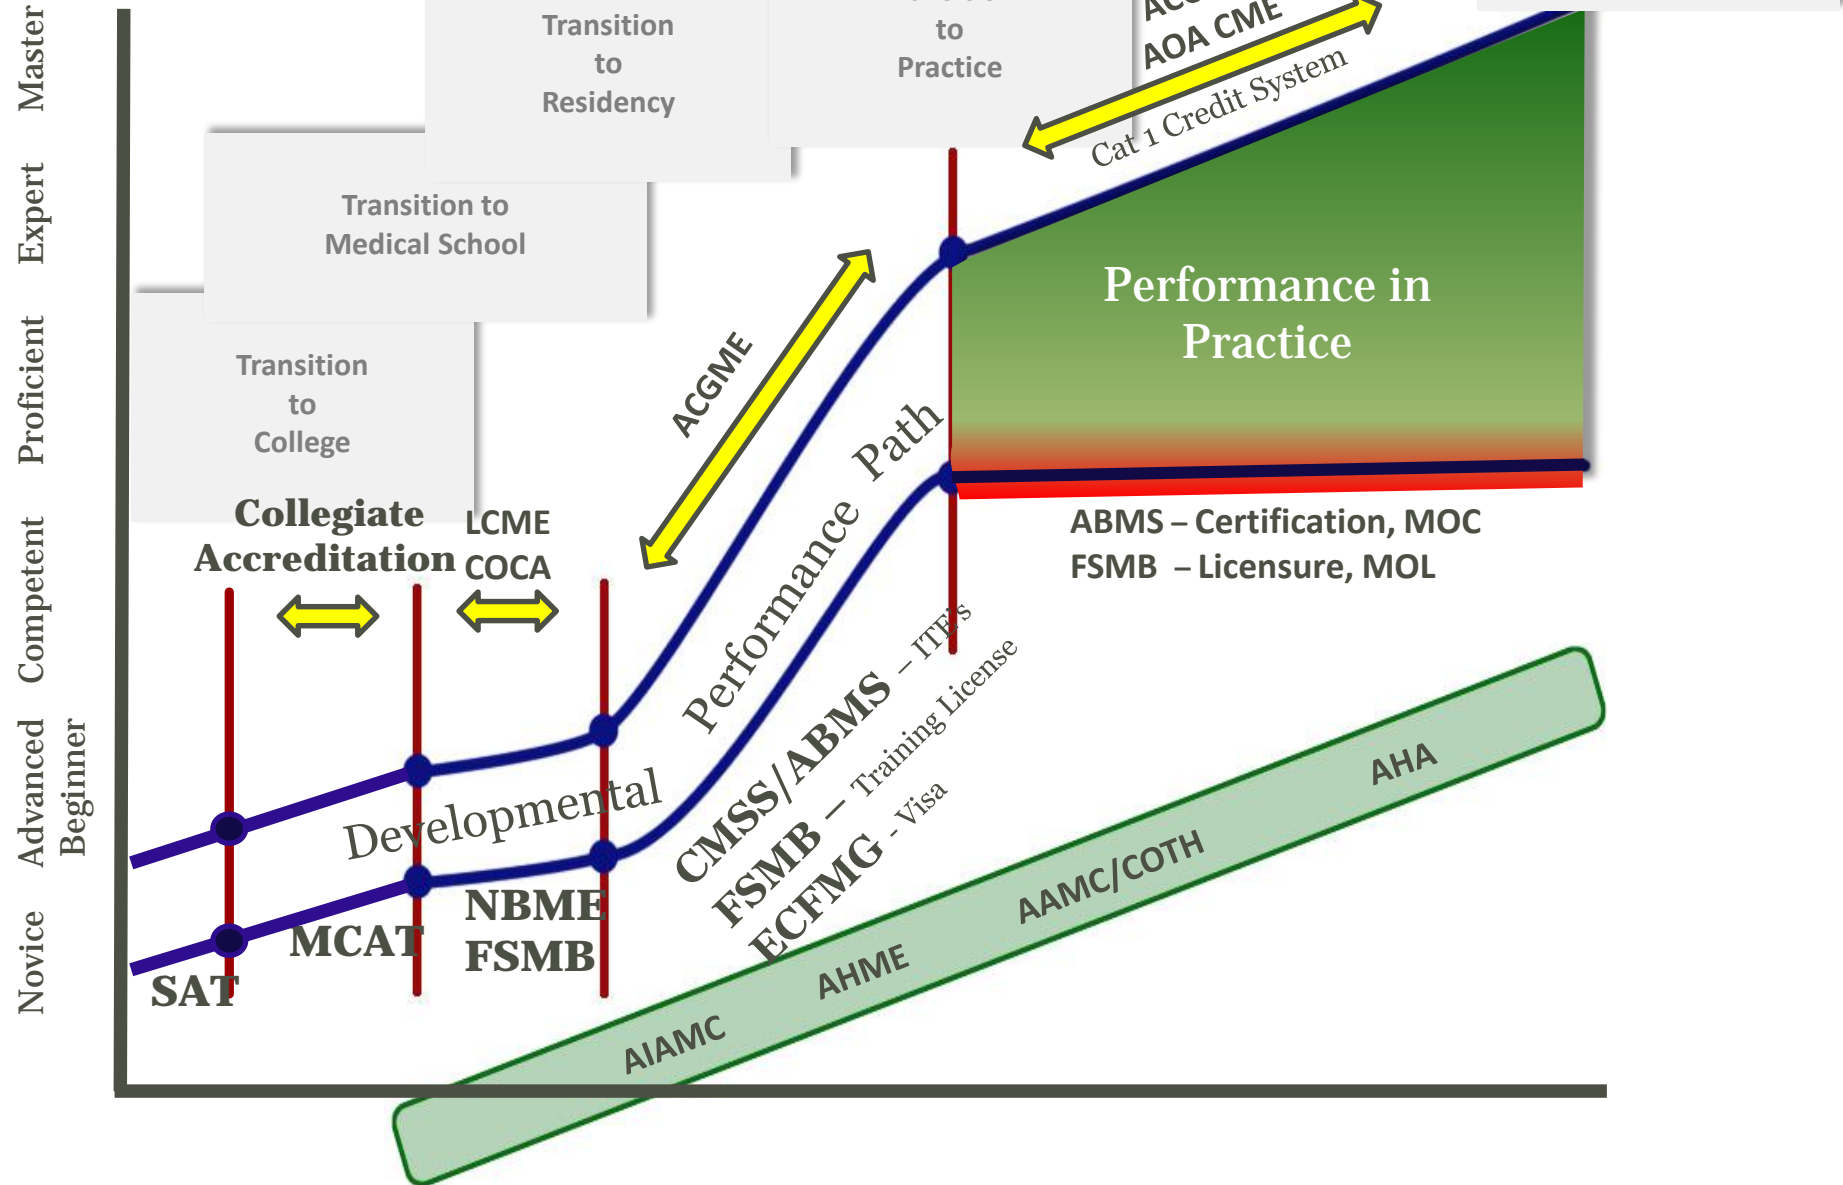 Master
Expert
Proficient
Competent
Advanced
Beginner
Novice
Transition
to
Residency
to
Practice
AOA CME
Cat 1 Credit System
Transition to
Medical School
Transition
to
College
ACGME
Performance in
Practice
Collegiate
Accreditation
LCME
COCA
Developmental Performance Path
ABMS – Certification, MOC
FSMB – Licensure, MOL
SAT
MCAT
NBME
FSMB
CMSS/ABMS – ITE's
FSMB – Training License
ECFMG - Visa
AIAMC
AHME
AAMC/COTH
AHA